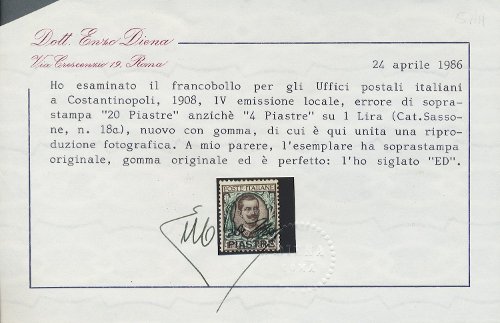 Dott. Enzo Diena
Via Crescenzio 19, Roma
24 aprile 1986
Ho esaminato il francobollo per gli Uffici postali italiani
a Costantinopoli, 1908, IV emissione locale, errore di sopra-
stampa "20 Piastre" anzichè "4 Piastre" su 1 Lira (Cat.Sasso-
ne, n. 18a), nuovo con gomma, di cui è qui unita una ripro-
duzione fotografica. A mio parere, l'esemplare ha soprastampa
originale, gomma originale ed è perfetto: l'ho siglato "ED".
POSTE ITALIANE
PIASTRE